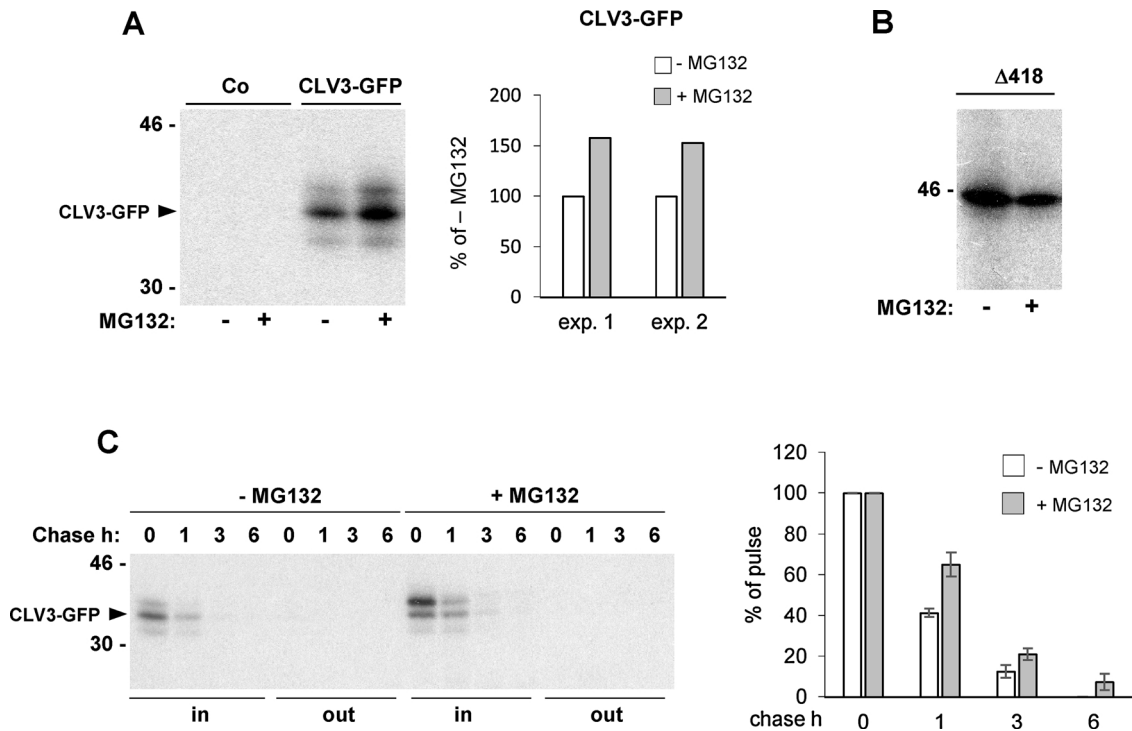 A
Co
CLV3-GFP
46 -
CLV3-GFP
30 -
MG132:
-
+
-
+
CLV3-GFP
- MG132
+ MG132
% of – MG132
200
150
100
50
0
exp. 1
exp. 2
B
Δ418
46 -
MG132:
-
+
C
- MG132
+ MG132
Chase h:
0 1 3 6 0 1 3 6 0 1 3 6 0 1 3 6
46 -
CLV3-GFP
30 -
in
out
in
out
- MG132
+ MG132
% of pulse
120
100
80
60
40
20
0
chase h
0 1 3 6